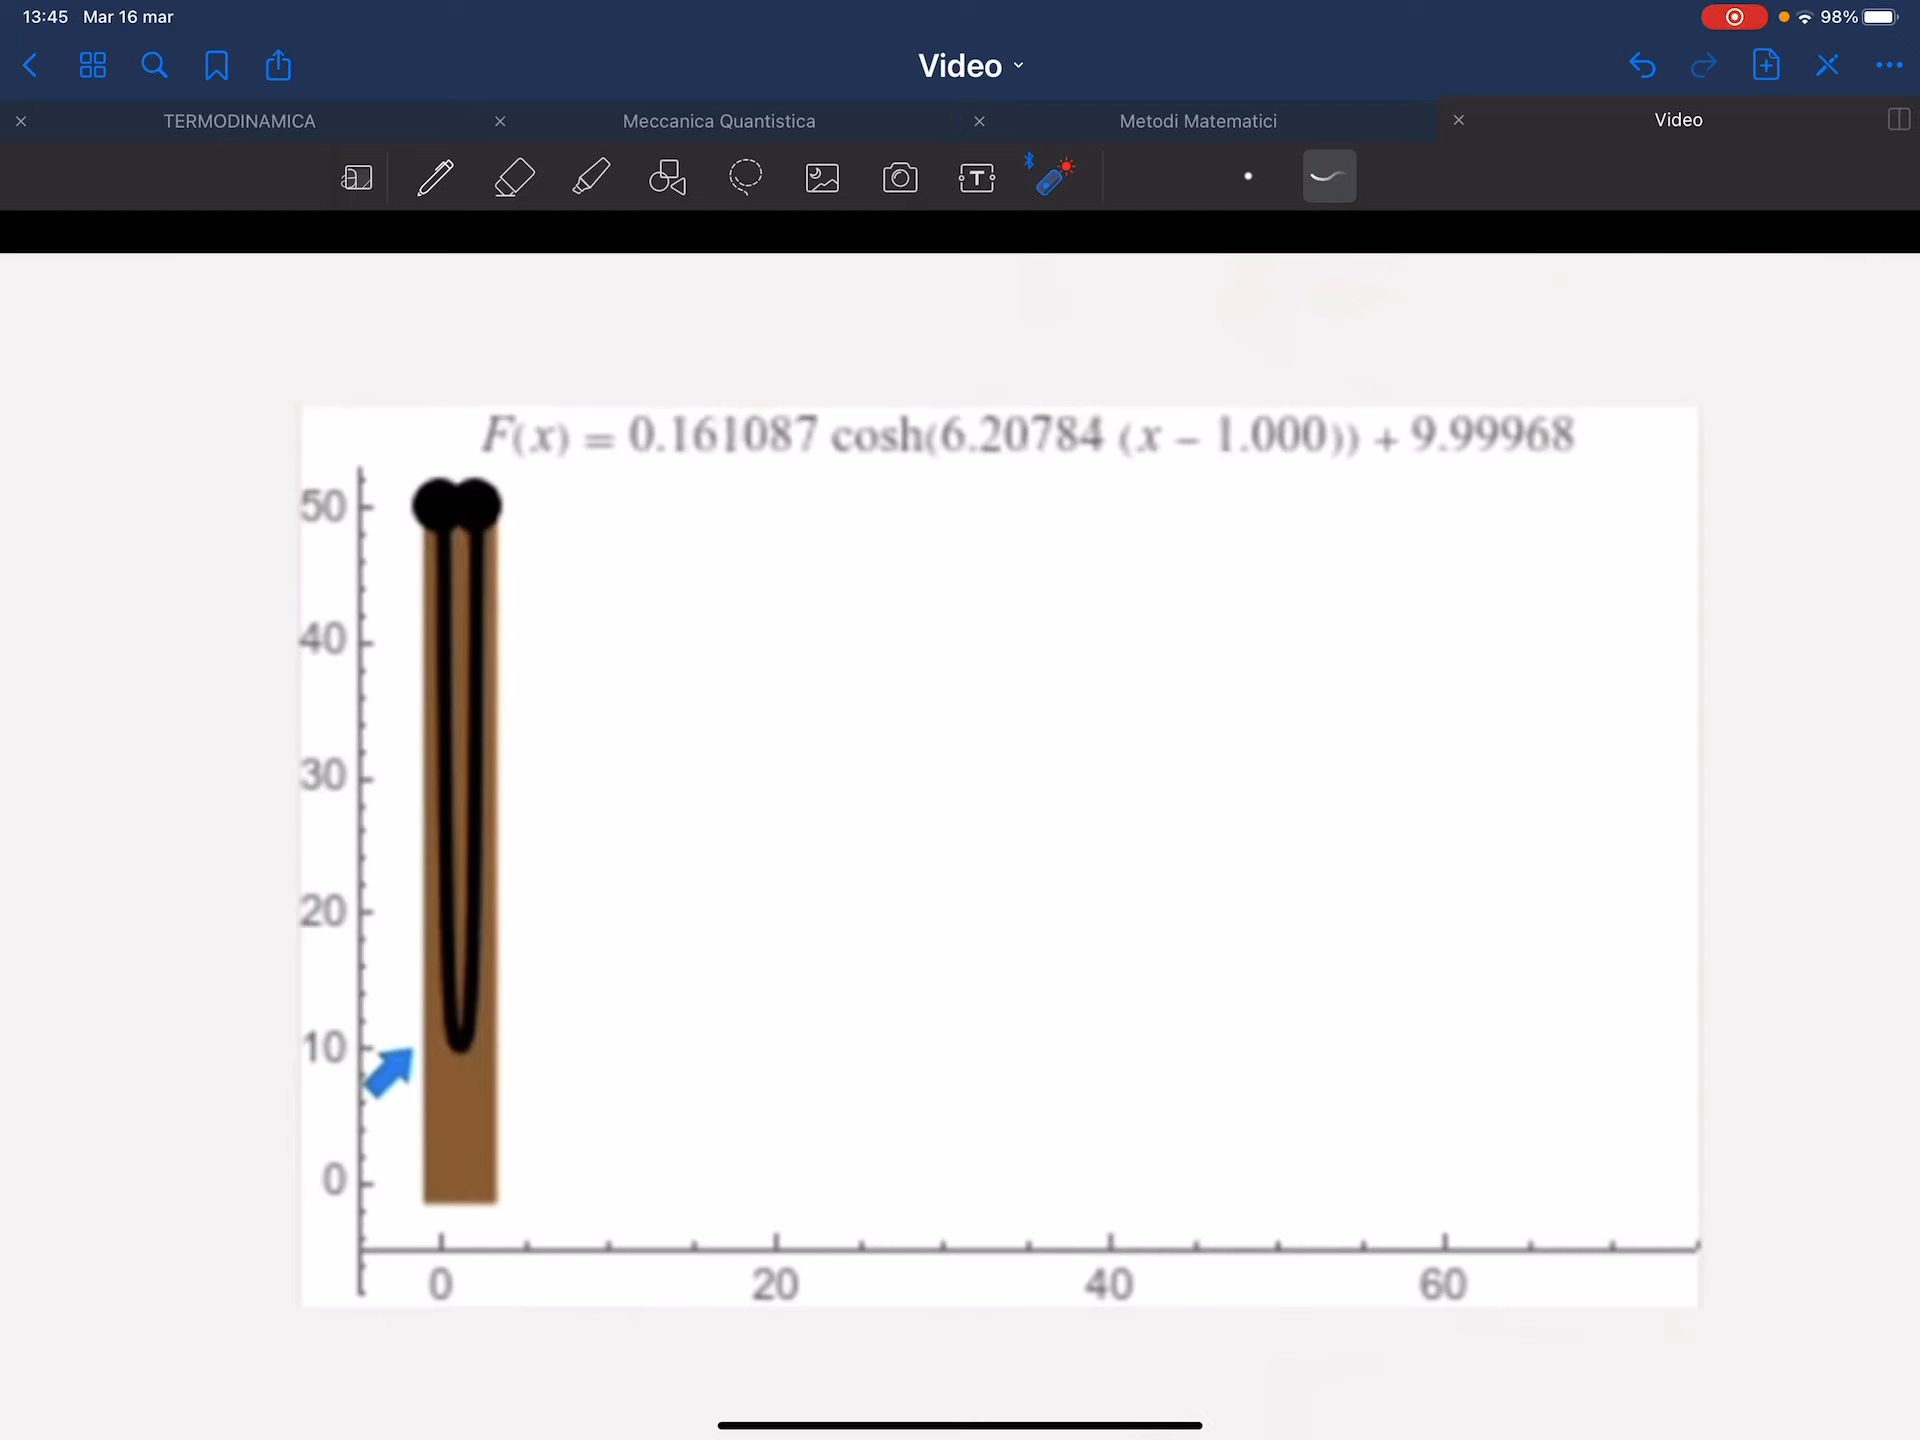 13:45 Mar 16 mar 98%
Video
TERMODINAMICA Meccanica Quantistica Metodi Matematici Video
T
F(x) = 0.161087 cosh(6.20784 (x − 1.000)) + 9.99968
50
40
30
20
10
0
0 20 40 60